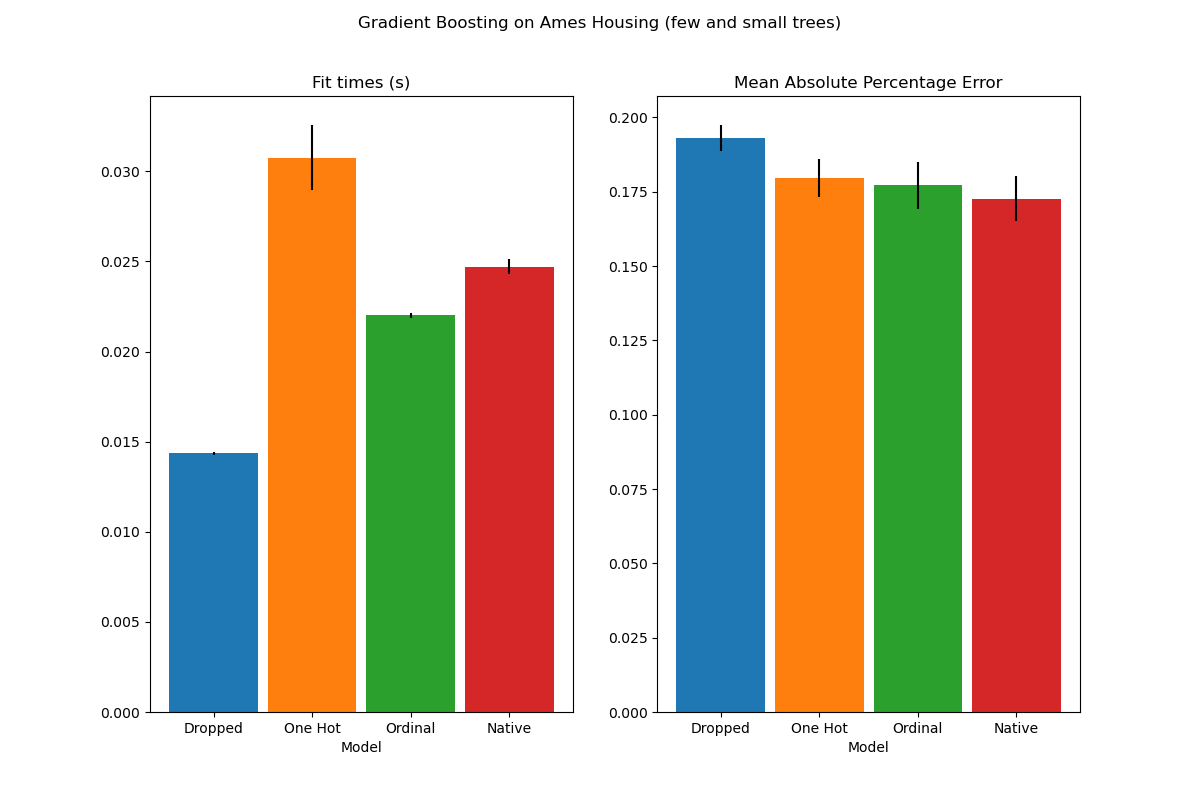 Gradient Boosting on Ames Housing (few and small trees)
Fit times (s)
0.030
0.025
0.020
0.015
0.010
0.005
0.000
Dropped One Hot Ordinal Native
Model
Mean Absolute Percentage Error
0.200
0.175
0.150
0.125
0.100
0.075
0.050
0.025
0.000
Dropped One Hot Ordinal Native
Model